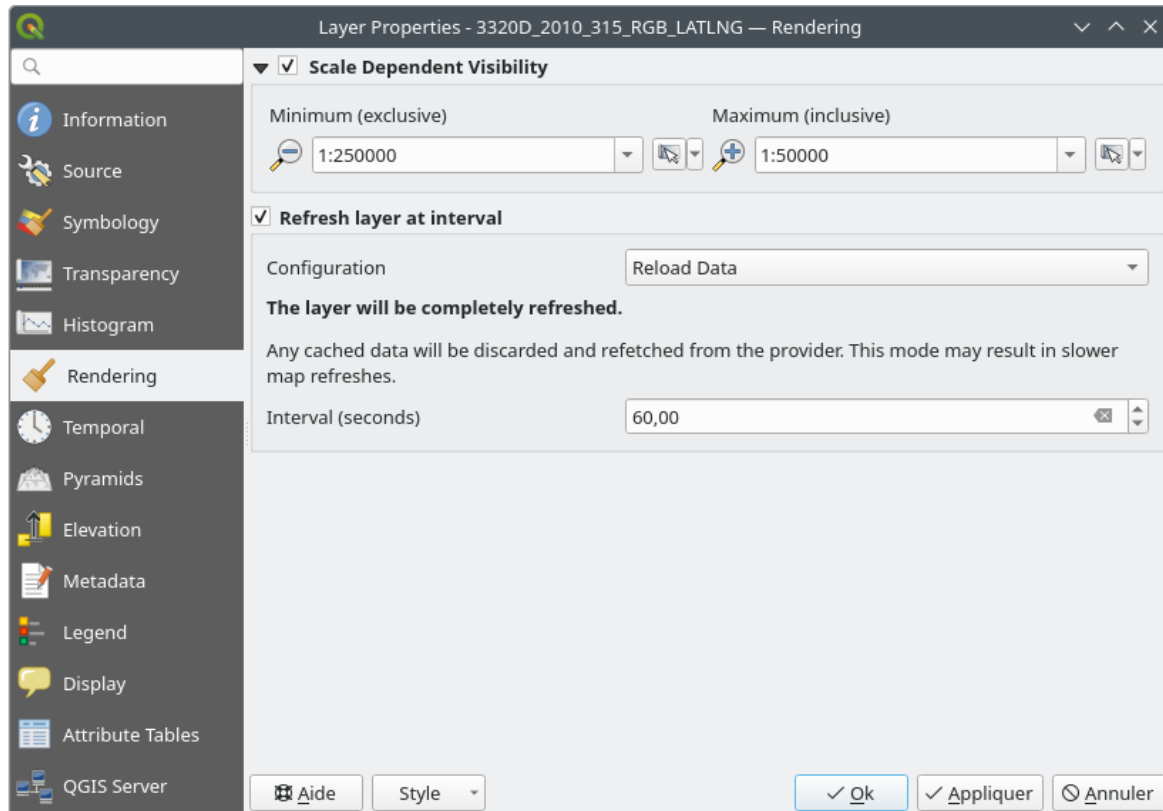 Layer Properties - 3320D_2010_315_RGB_LATLNG — Rendering
Information
Source
Symbology
Transparency
Histogram
Rendering
Temporal
Pyramids
Elevation
Metadata
Legend
Display
Attribute Tables
QGIS Server
Scale Dependent Visibility
Minimum (exclusive)
Maximum (inclusive)
1:250000
1:50000
Refresh layer at interval
Configuration
Reload Data
The layer will be completely refreshed.
Any cached data will be discarded and refetched from the provider. This mode may result in slower
map refreshes.
Interval (seconds)
60,00
Aide
Style
Ok
Appliquer
Annuler